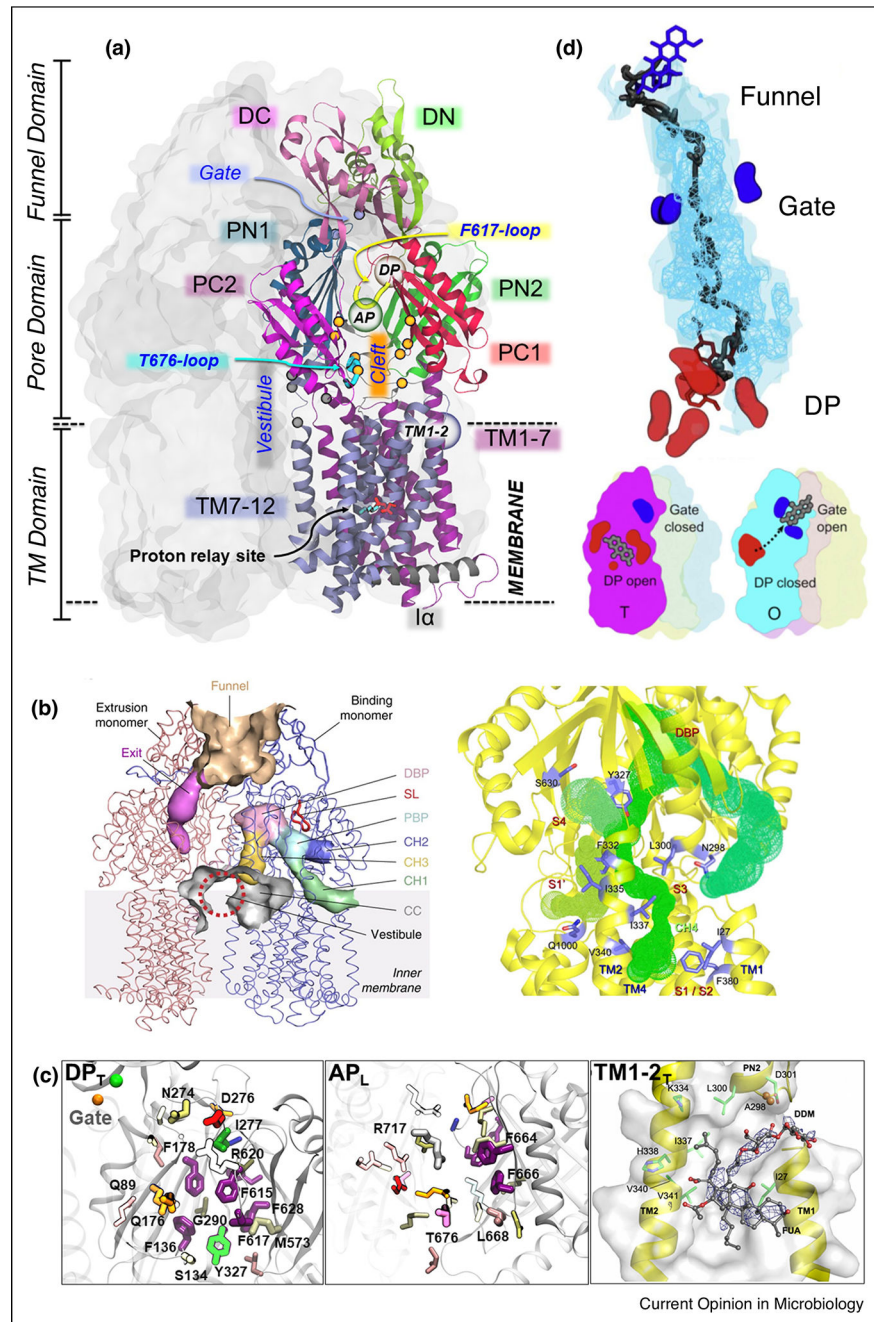 (a)
Funnel Domain
Pore Domain
TM Domain
DC
DN
Gate
PN1
F617-loop
DP
PC2
PN2
AP
T676-loop
Cleft
PC1
Vestibule
TM1-2
TM1-7
TM7-12
Proton relay site
MEMBRANE
Iα
(d)
Funnel
Gate
DP
Gate closed
DP open
T
Gate open
DP closed
O
(b)
Funnel
Extrusion monomer
Binding monomer
Exit
DBP
SL
PBP
CH2
CH3
CH1
CC
Vestibule
Inner membrane
DBP
S630
Y327
S4
F332
L300
N298
S1'
I335
S3
I337
CH4
Q1000
V340
I27
TM2
TM1
TM4
S1 / S2
F380
(c)
DPT
Gate
N274
D276
I277
F178
R620
Q89
F615
Q176
G290
F628
F136
F617
M573
S134
Y327
APL
R717
F664
F666
T676
L668
TM1-2T
PN2
D301
K334
L300
A298
DDM
H338
I337
V340
V341
I27
TM2
TM1
FUA
Current Opinion in Microbiology